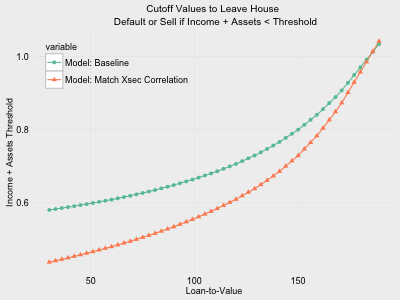 Cutoff Values to Leave House
Default or Sell if Income + Assets < Threshold
variable
Model: Baseline
Model: Match Xsec Correlation
Income + Assets Threshold
1.0
0.8
0.6
50
100
150
Loan-to-Value